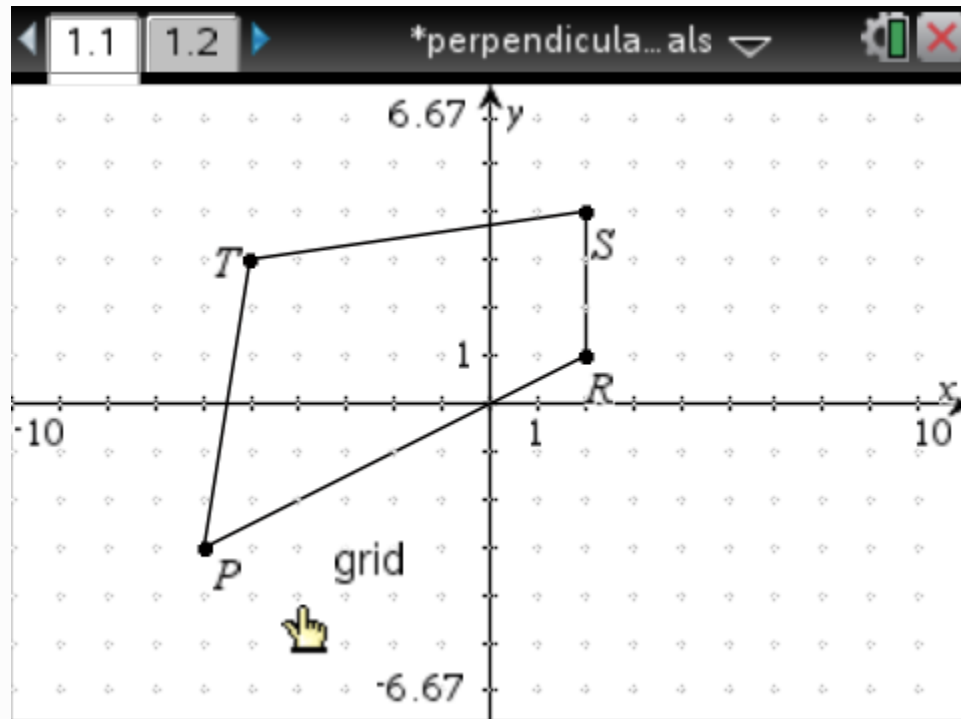 1.1 1.2 *perpendicula…als
6.67 y
T S
1
R
x
-10 1 10
P grid
-6.67